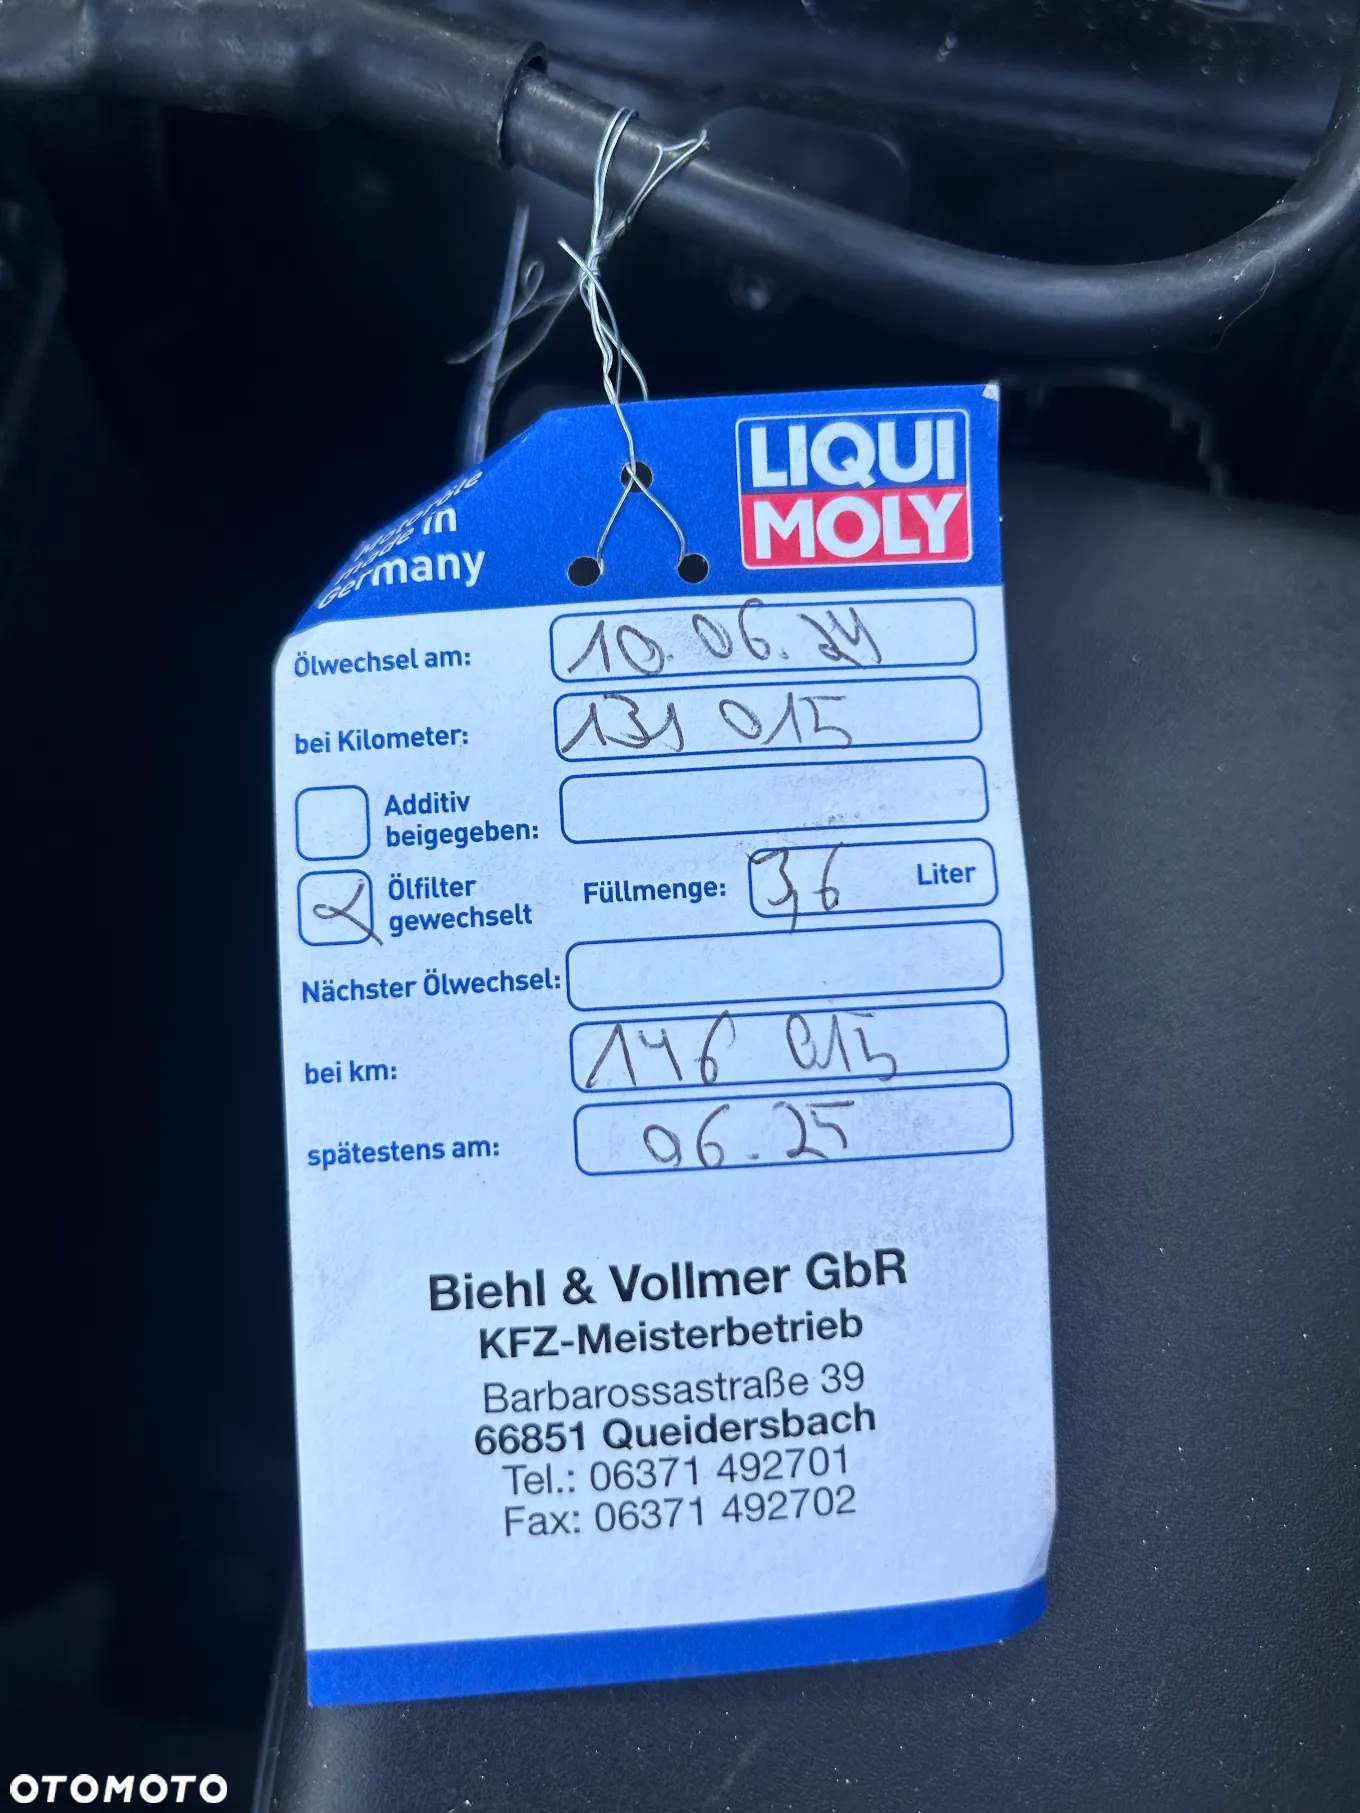 LIQUI
MOLY
Motoröle
made in
Germany
Ölwechsel am: 10.06.24
bei Kilometer: 131 015
Additiv
beigegeben:
Ölfilter
gewechselt
Füllmenge: 3,6 Liter
Nächster Ölwechsel:
bei km: 146 015
spätestens am: 06.25
Biehl & Vollmer GbR
KFZ-Meisterbetrieb
Barbarossastraße 39
66851 Queidersbach
Tel.: 06371 492701
Fax: 06371 492702
OTOMOTO